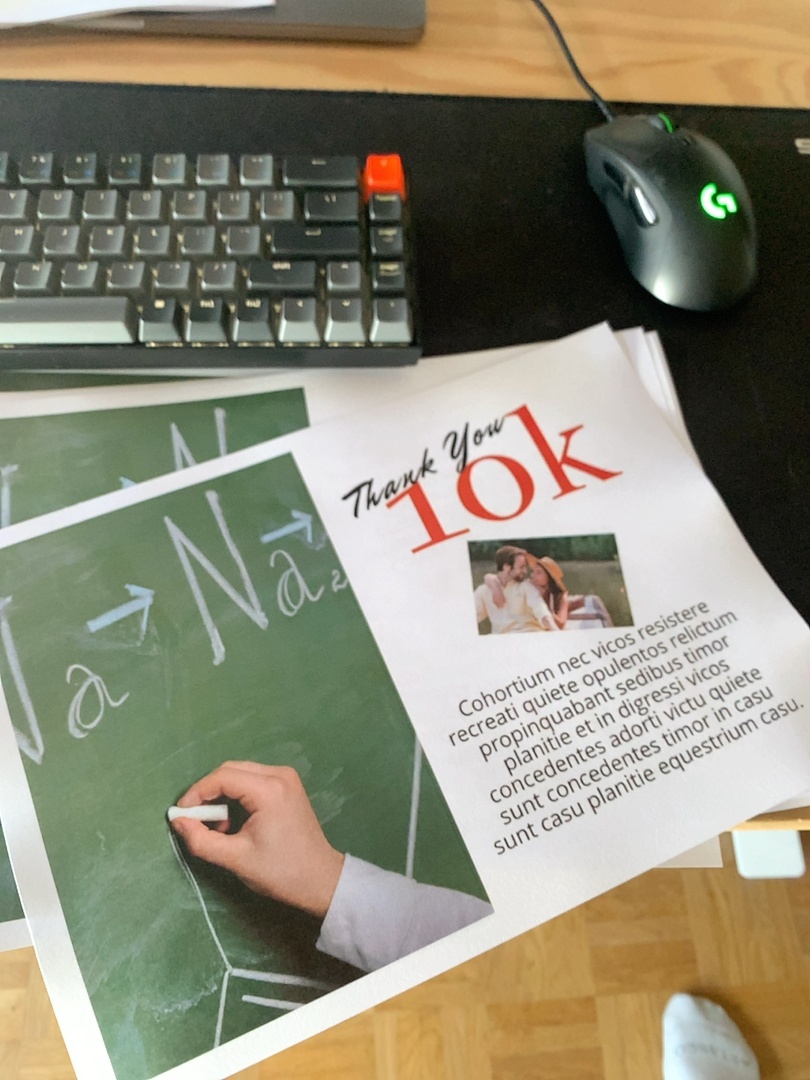 Thank You
10k
Cohortium nec vicos resistere
recreati quiete opulentos relictum
propinquabant sedibus timor
planitie et in digressi vicos
concedentes adorti victu quiete
sunt concedentes timor in casu
sunt casu planitie equestrium casu.
a → Na₂
G